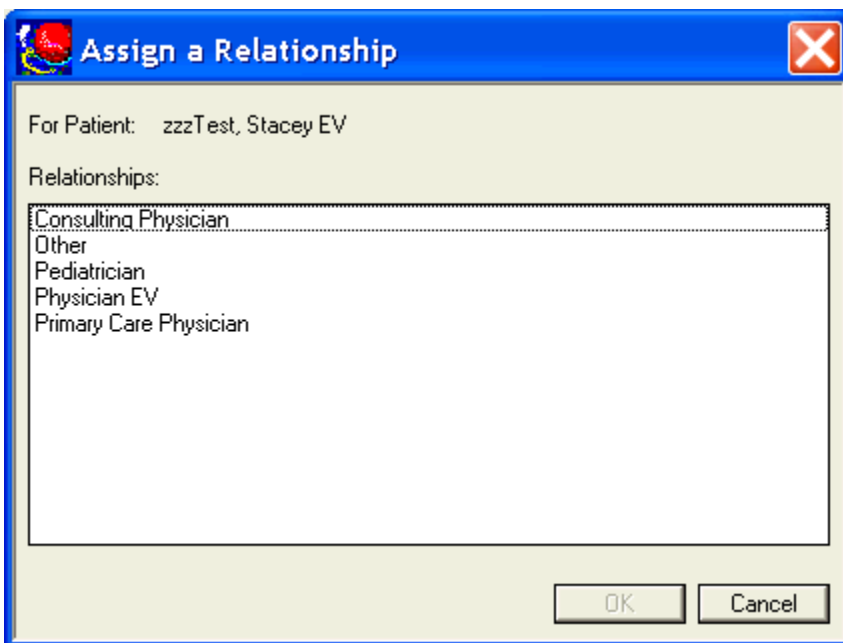 Assign a Relationship
For Patient: zzzTest, Stacey EV
Relationships:
Consulting Physician
Other
Pediatrician
Physician EV
Primary Care Physician
OK Cancel